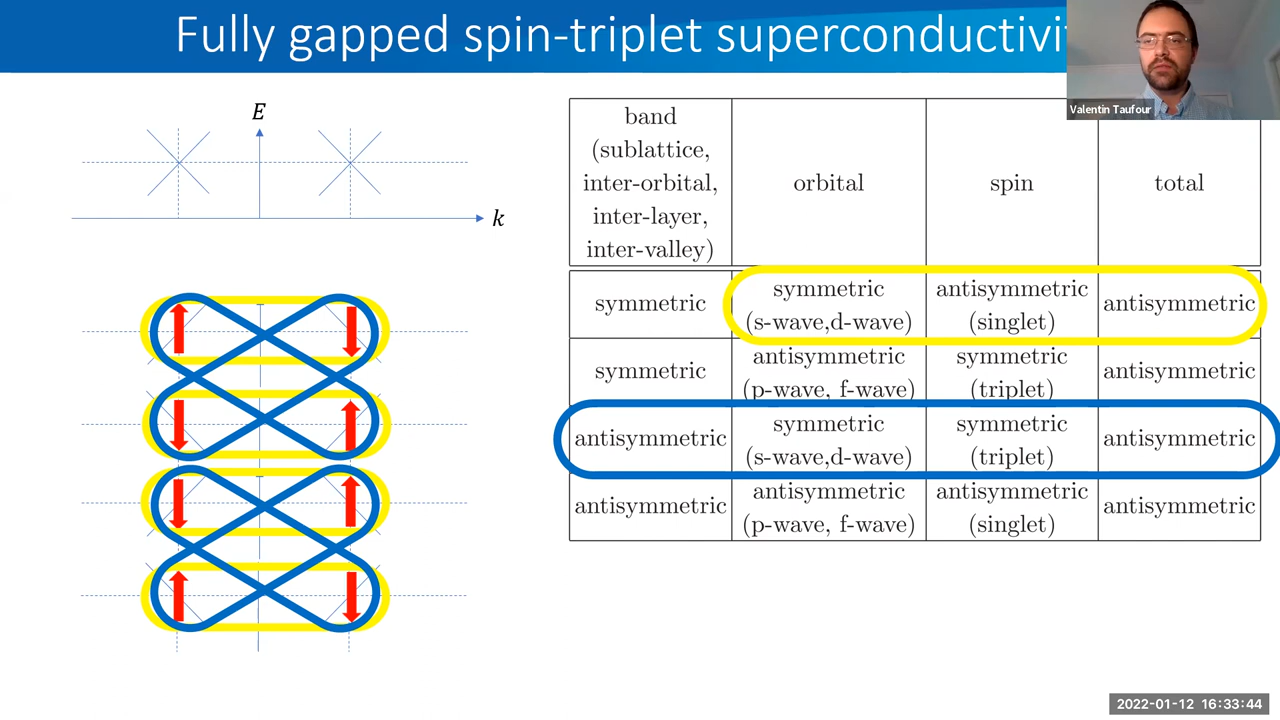 Fully gapped spin-triplet
Valentin Taufour
E
k
band
(sublattice,
inter-orbital,
inter-layer,
inter-valley)
orbital
spin
total
symmetric
symmetric
(s-wave,d-wave)
antisymmetric
(singlet)
antisymmetric
symmetric
antisymmetric
(p-wave, f-wave)
symmetric
(triplet)
antisymmetric
antisymmetric
symmetric
(s-wave,d-wave)
symmetric
(triplet)
antisymmetric
antisymmetric
antisymmetric
(p-wave, f-wave)
antisymmetric
(singlet)
antisymmetric
2022-01-12 16:33:44